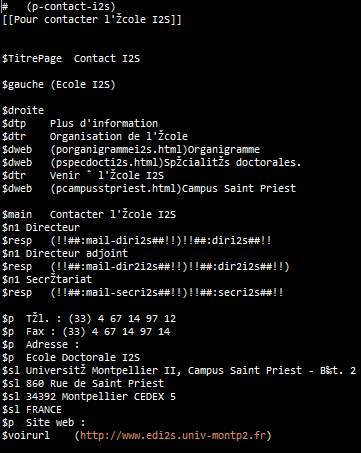 #   (p-contact-i2s)
[[Pour contacter l'Žcole I2S]]
$TitrePage  Contact I2S
$gauche (Ecole I2S)
$droite
$dtp    Plus d'information
$dtr    Organisation de l'Žcole
$dweb   (porganigrammei2s.html)Organigramme
$dweb   (pspecdocti2s.html)SpŽcialitŽs doctorales.
$dtr    Venir ˆ l'Žcole I2S
$dweb   (pcampusstpriest.html)Campus Saint Priest
$main   Contacter l'Žcole I2S
$n1 Directeur
$resp   (!!##:mail-diri2s##!!)!!##:diri2s##!!
$n1 Directeur adjoint
$resp   (!!##:mail-dir2i2s##!!)!!##:dir2i2s##!!)
$n1 SecrŽtariat
$resp   (!!##:mail-secri2s##!!)!!##:secri2s##!!
$p  TŽl. : (33) 4 67 14 97 12
$p  Fax : (33) 4 67 14 97 14
$p  Adresse :
$p  Ecole Doctorale I2S
$sl UniversitŽ Montpellier II, Campus Saint Priest - B‰t. 2
$sl 860 Rue de Saint Priest
$sl 34392 Montpellier CEDEX 5
$sl FRANCE
$p  Site web :
$voirurl    (http://www.edi2s.univ-montp2.fr)